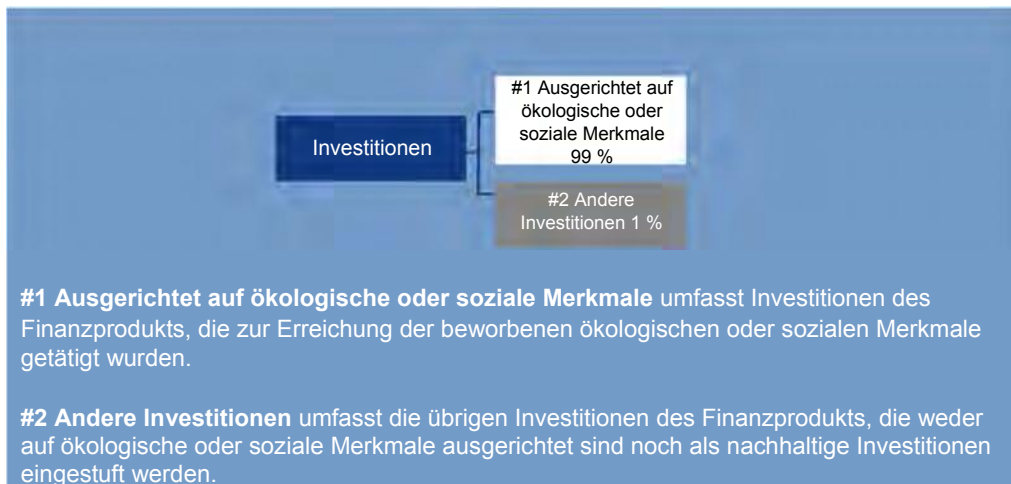 #1 Ausgerichtet auf
ökologische oder
soziale Merkmale
99 %
Investitionen
#2 Andere
Investitionen 1 %
#1 Ausgerichtet auf ökologische oder soziale Merkmale umfasst Investitionen des
Finanzprodukts, die zur Erreichung der beworbenen ökologischen oder sozialen Merkmale
getätigt wurden.
#2 Andere Investitionen umfasst die übrigen Investitionen des Finanzprodukts, die weder
auf ökologische oder soziale Merkmale ausgerichtet sind noch als nachhaltige Investitionen
eingestuft werden.